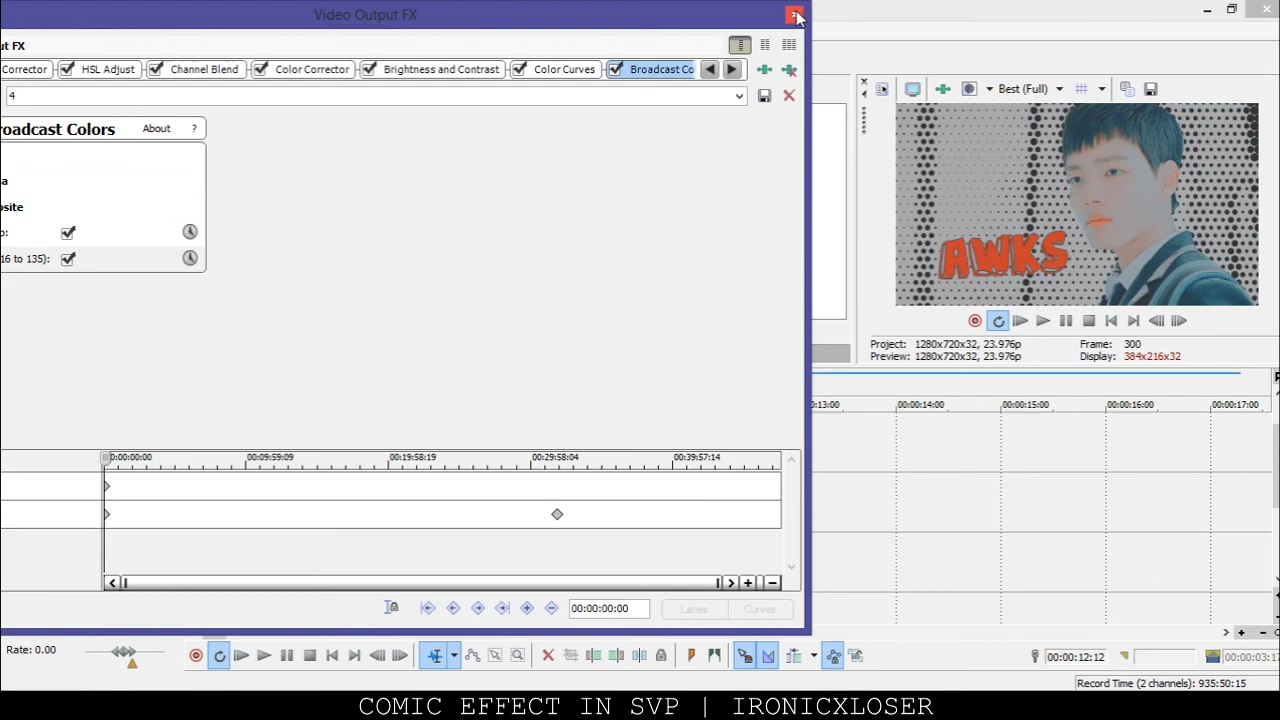 Video Output FX
ut FX
Corrector HSL Adjust Channel Blend Color Corrector Brightness and Contrast Color Curves Broadcast Co
4
roadcast Colors About ?
a
osite
o:
16 to 135):
Best (Full)
AWKS
Project: 1280x720x32, 23.976p Frame: 300
Preview: 1280x720x32, 23.976p Display: 384x216x32
0:13:00 00:00:14:00 00:00:15:00 00:00:16:00 00:00:17:00
0:00:00:00 00:09:59:09 00:19:58:19 00:29:58:04 00:39:57:14
00:00:00:00 Lanes Curves
Rate: 0.00
00:00:12:12 00:00:03:17
Record Time (2 channels): 935:50:15
COMIC EFFECT IN SVP | IRONICXLOSER